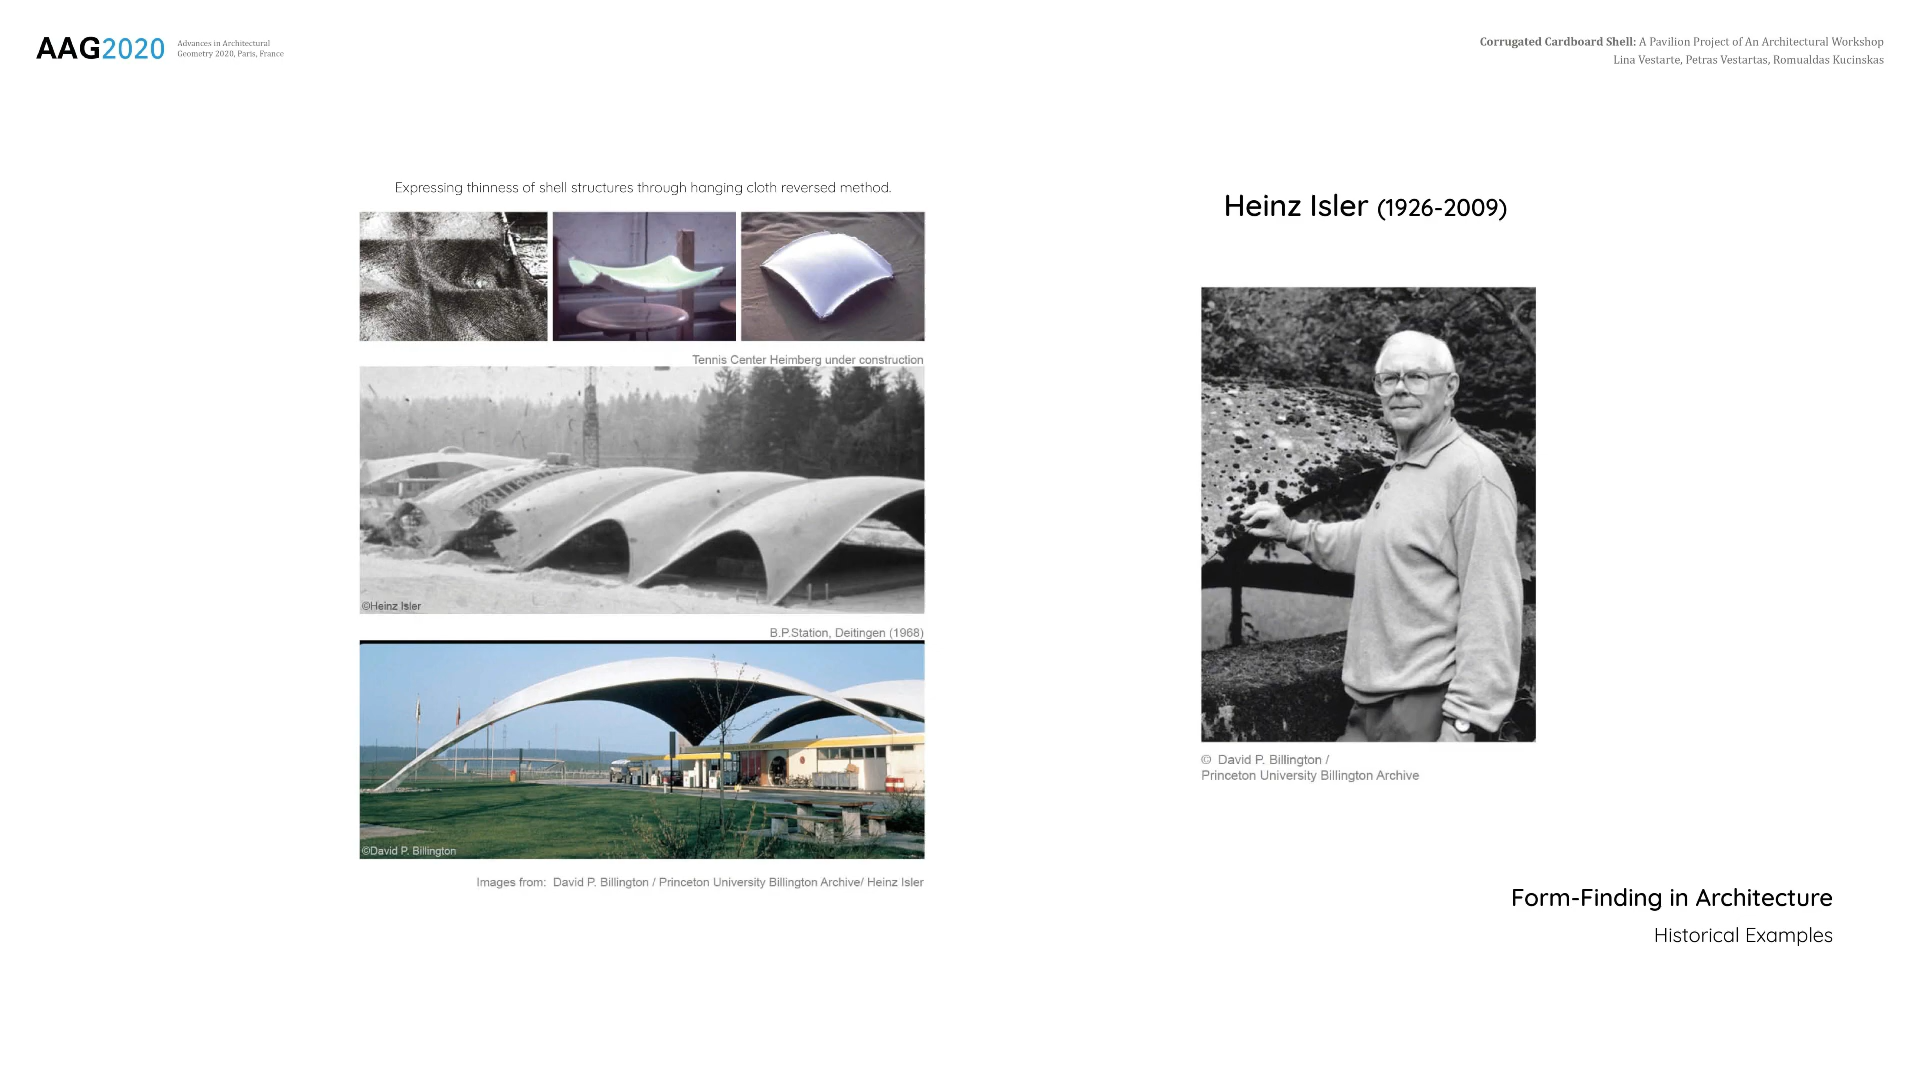 AAG2020
Advances in Architectural
Geometry 2020, Paris, France
Corrugated Cardboard Shell: A Pavilion Project of An Architectural Workshop
Lina Vestarte, Petras Vestartas, Romualdas Kucinskas
Expressing thinness of shell structures through hanging cloth reversed method.
Tennis Center Heimberg under construction
©Heinz Isler
B.P.Station, Deitingen (1968)
©David P. Billington
Images from:  David P. Billington / Princeton University Billington Archive/ Heinz Isler
Heinz Isler (1926-2009)
©  David P. Billington /
Princeton University Billington Archive
Form-Finding in Architecture
Historical Examples